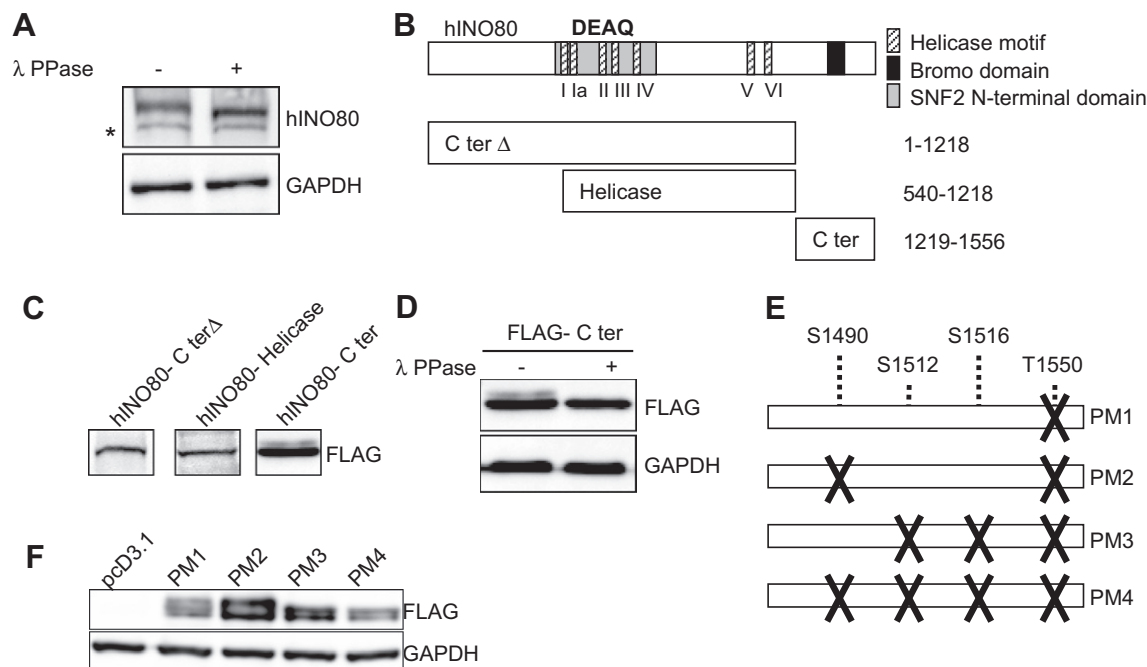 A
λ PPase - +
hINO80
*
GAPDH
B
hINO80 DEAQ
I Ia II III IV V VI
Helicase motif
Bromo domain
SNF2 N-terminal domain
C ter Δ 1-1218
Helicase 540-1218
C ter 1219-1556
C
hINO80- C terΔ
hINO80- Helicase
hINO80- C ter
FLAG
D
FLAG- C ter
λ PPase - +
FLAG
GAPDH
E
S1490 S1516
S1512 T1550
PM1
PM2
PM3
PM4
F
pcD3.1 PM1 PM2 PM3 PM4
FLAG
GAPDH